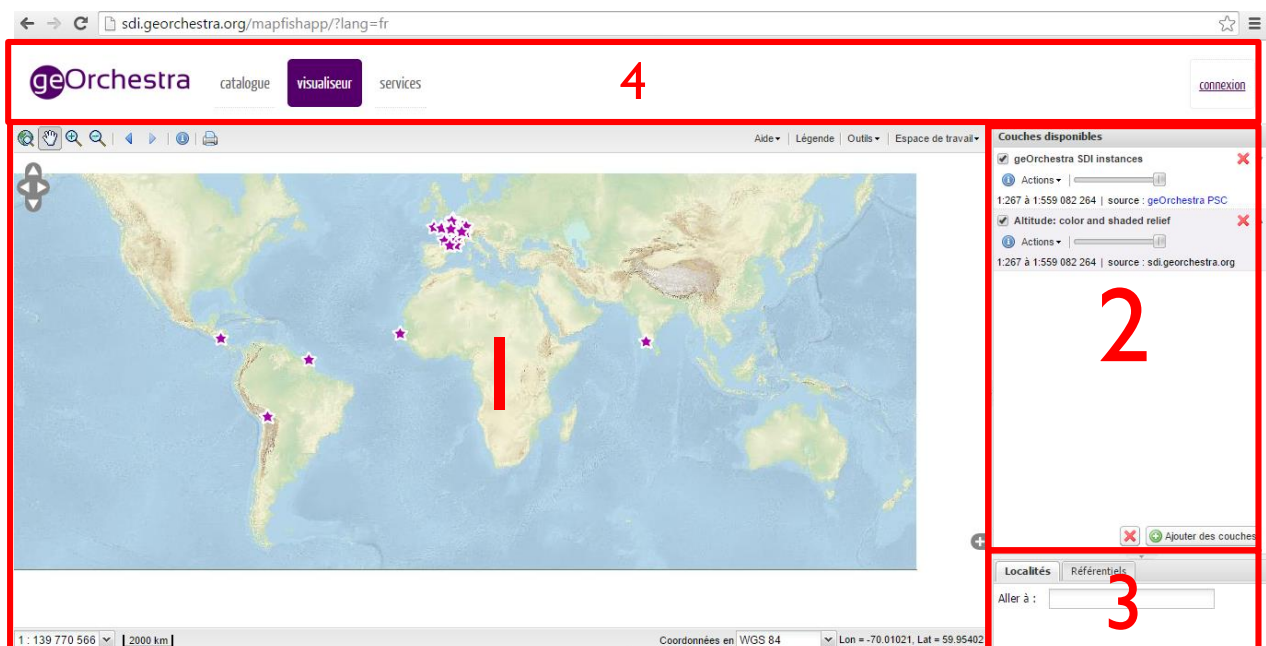 sdi.georchestra.org/mapfishapp/?lang=fr
geOrchestra catalogue visualiseur services 4 connexion
Aide Légende Outils Espace de travail
Couches disponibles
geOrchestra SDI instances
Actions
1:267 à 1:559 082 264 | source : geOrchestra PSC
Altitude: color and shaded relief
Actions
1:267 à 1:559 082 264 | source : sdi.georchestra.org
1
2
Ajouter des couches
Localités Référentiels
Aller à :
3
1 : 139 770 566 2000 km Coordonnées en WGS 84 Lon = -70.01021, Lat = 59.95402